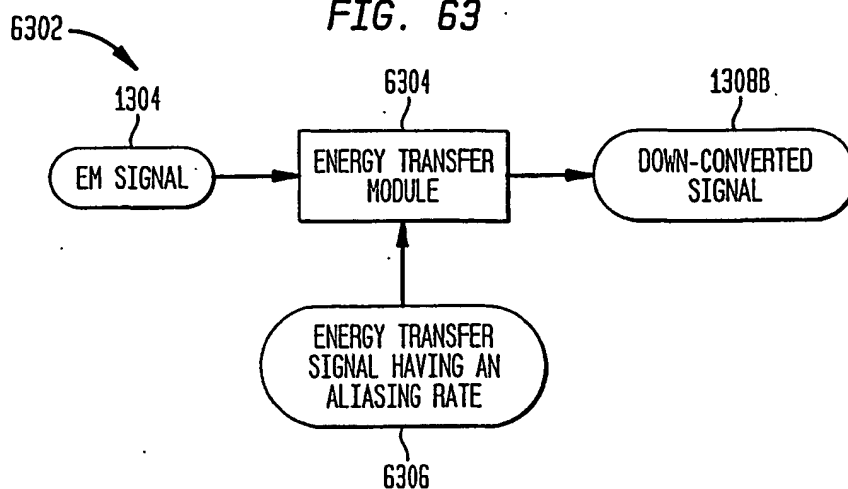 FIG. 63
6302
1304
6304
1308B
EM SIGNAL
ENERGY TRANSFER
MODULE
DOWN-CONVERTED
SIGNAL
ENERGY TRANSFER
SIGNAL HAVING AN
ALIASING RATE
6306